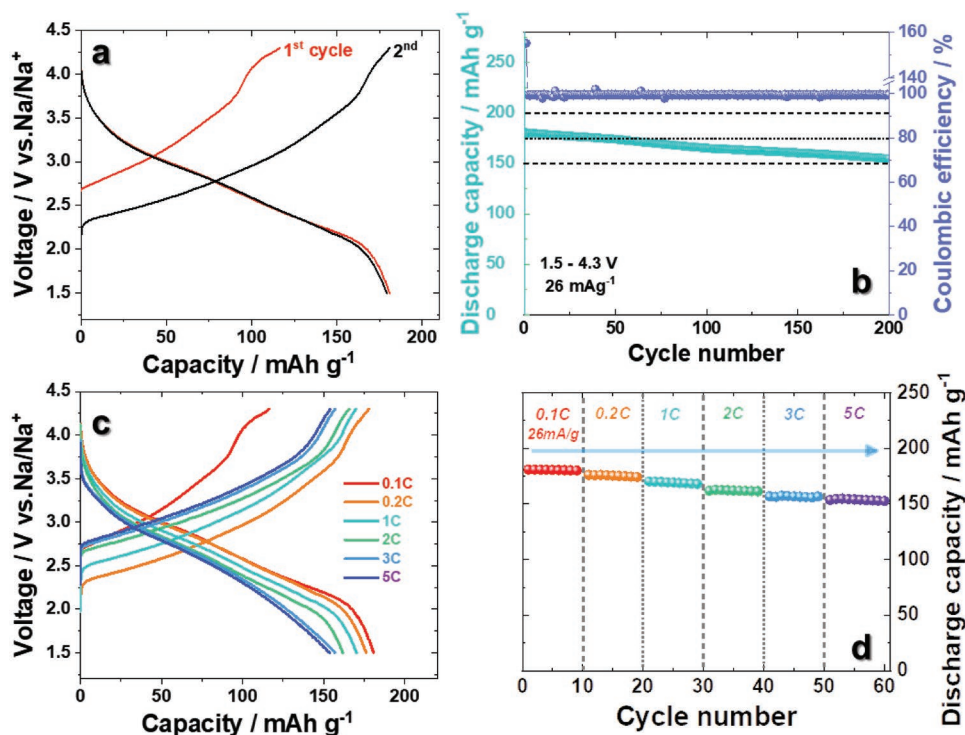 a
1st cycle
2nd
Voltage / V vs.Na/Na+
4.5
4.0
3.5
3.0
2.5
2.0
1.5
0 50 100 150 200
Capacity / mAh g-1
b
Discharge capacity / mAh g-1
250
200
150
100
50
0
1.5 - 4.3 V
26 mAg-1
160
140
100
80
60
40
20
0
Coulombic efficiency / %
0 50 100 150 200
Cycle number
c
Voltage / V vs.Na/Na+
4.5
4.0
3.5
3.0
2.5
2.0
1.5
0.1C
0.2C
1C
2C
3C
5C
0 50 100 150 200
Capacity / mAh g-1
0.1C 0.2C 1C 2C 3C 5C
26mA/g
d
250
200
150
100
50
0
Discharge capacity / mAh g-1
0 10 20 30 40 50 60
Cycle number